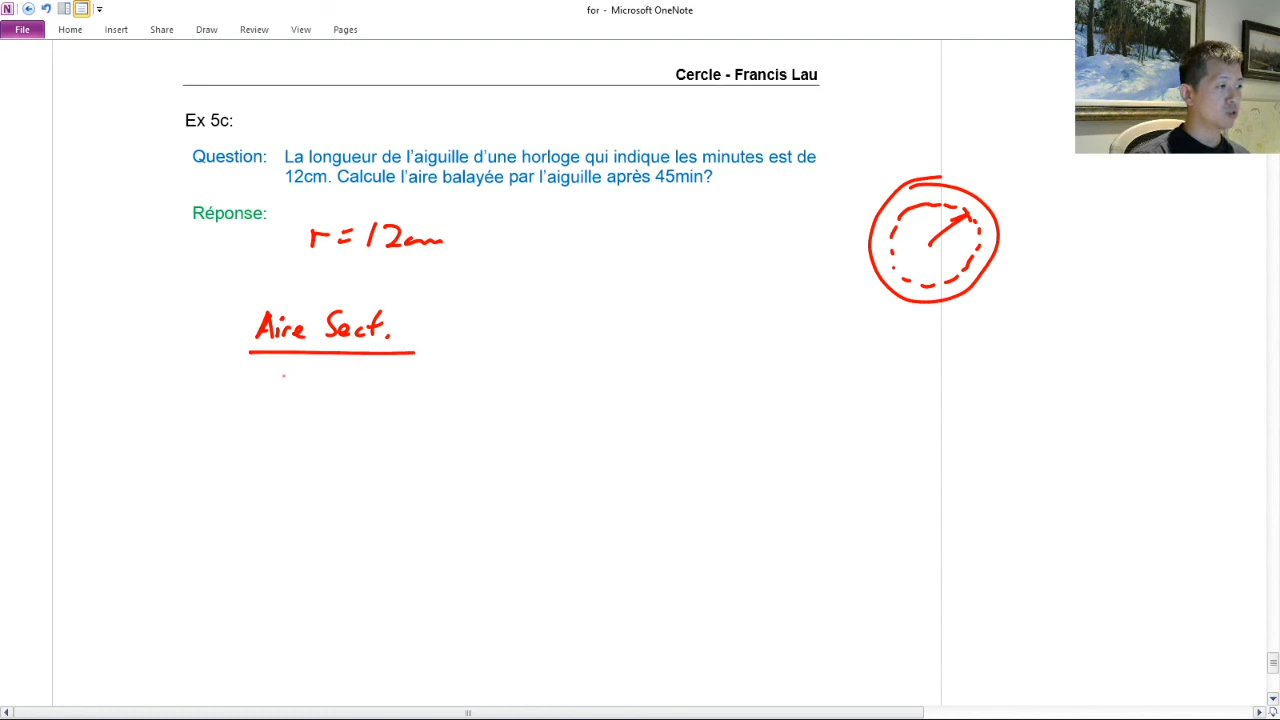 for - Microsoft OneNote
File Home Insert Share Draw Review View Pages
Cercle - Francis Lau
Ex 5c:
Question: La longueur de l'aiguille d'une horloge qui indique les minutes est de
12cm. Calcule l'aire balayée par l'aiguille après 45min?
Réponse:
r = 12cm
Aire Sect.